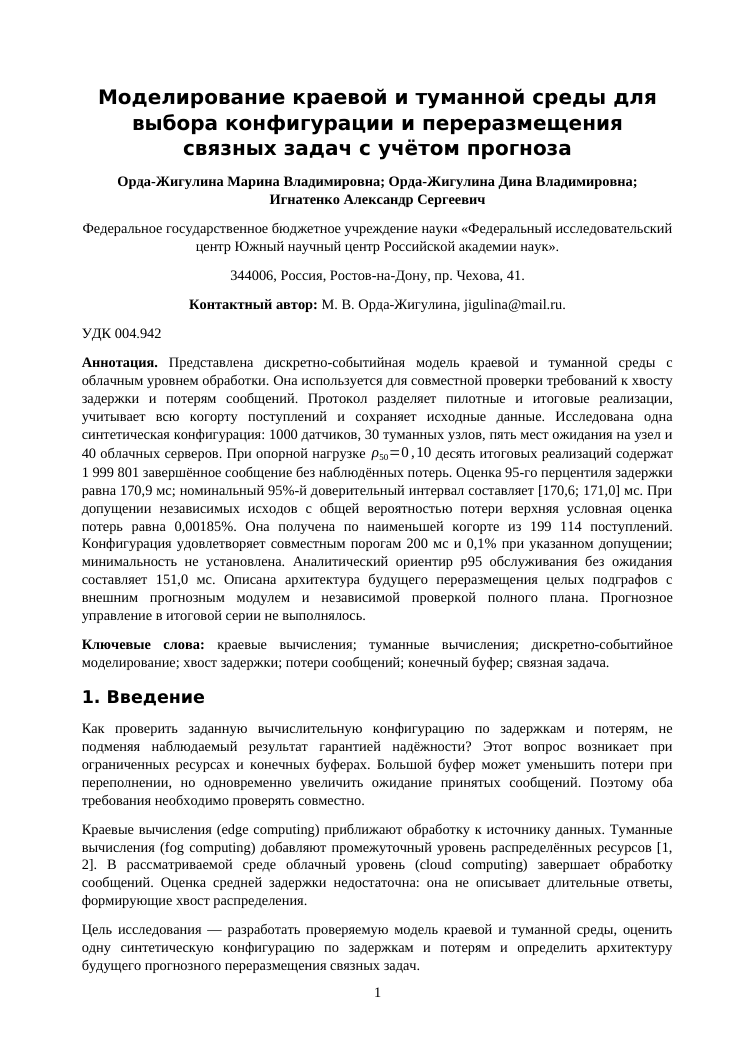 Моделирование краевой и туманной среды для
выбора конфигурации и переразмещения
связных задач с учётом прогноза
Орда-Жигулина Марина Владимировна; Орда-Жигулина Дина Владимировна;
Игнатенко Александр Сергеевич
Федеральное государственное бюджетное учреждение науки «Федеральный исследовательский
центр Южный научный центр Российской академии наук».
344006, Россия, Ростов-на-Дону, пр. Чехова, 41.
Контактный автор: М. В. Орда-Жигулина, jigulina@mail.ru.
УДК 004.942
Аннотация. Представлена дискретно-событийная модель краевой и туманной среды с
облачным уровнем обработки. Она используется для совместной проверки требований к хвосту
задержки и потерям сообщений. Протокол разделяет пилотные и итоговые реализации,
учитывает всю когорту поступлений и сохраняет исходные данные. Исследована одна
синтетическая конфигурация: 1000 датчиков, 30 туманных узлов, пять мест ожидания на узел и
40 облачных серверов. При опорной нагрузке ρ₅₀=0,10 десять итоговых реализаций содержат
1 999 801 завершённое сообщение без наблюдённых потерь. Оценка 95-го перцентиля задержки
равна 170,9 мс; номинальный 95%-й доверительный интервал составляет [170,6; 171,0] мс. При
допущении независимых исходов с общей вероятностью потери верхняя условная оценка
потерь равна 0,00185%. Она получена по наименьшей когорте из 199 114 поступлений.
Конфигурация удовлетворяет совместным порогам 200 мс и 0,1% при указанном допущении;
минимальность не установлена. Аналитический ориентир p95 обслуживания без ожидания
составляет 151,0 мс. Описана архитектура будущего переразмещения целых подграфов с
внешним прогнозным модулем и независимой проверкой полного плана. Прогнозное
управление в итоговой серии не выполнялось.
Ключевые слова: краевые вычисления; туманные вычисления; дискретно-событийное
моделирование; хвост задержки; потери сообщений; конечный буфер; связная задача.
1. Введение
Как проверить заданную вычислительную конфигурацию по задержкам и потерям, не
подменяя наблюдаемый результат гарантией надёжности? Этот вопрос возникает при
ограниченных ресурсах и конечных буферах. Большой буфер может уменьшить потери при
переполнении, но одновременно увеличить ожидание принятых сообщений. Поэтому оба
требования необходимо проверять совместно.
Краевые вычисления (edge computing) приближают обработку к источнику данных. Туманные
вычисления (fog computing) добавляют промежуточный уровень распределённых ресурсов [1,
2]. В рассматриваемой среде облачный уровень (cloud computing) завершает обработку
сообщений. Оценка средней задержки недостаточна: она не описывает длительные ответы,
формирующие хвост распределения.
Цель исследования — разработать проверяемую модель краевой и туманной среды, оценить
одну синтетическую конфигурацию по задержкам и потерям и определить архитектуру
будущего прогнозного переразмещения связных задач.
1